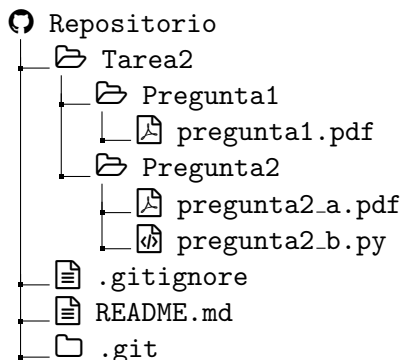 Repositorio
Tarea2
Pregunta1
pregunta1.pdf
Pregunta2
pregunta2_a.pdf
pregunta2_b.py
.gitignore
README.md
.git